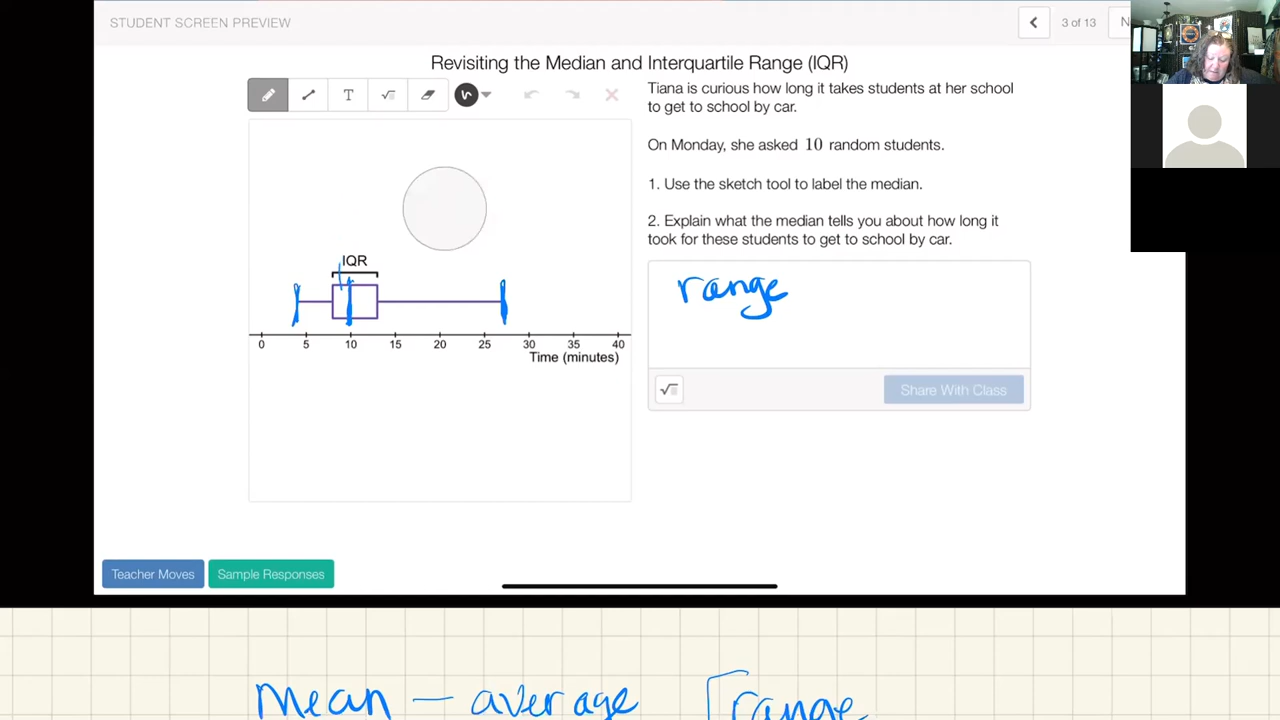 STUDENT SCREEN PREVIEW
3 of 13
N
Revisiting the Median and Interquartile Range (IQR)
T
Tiana is curious how long it takes students at her school
to get to school by car.
On Monday, she asked 10 random students.
1. Use the sketch tool to label the median.
2. Explain what the median tells you about how long it
took for these students to get to school by car.
IQR
0 5 10 15 20 25 30 35 40
Time (minutes)
range
√
Share With Class
Teacher Moves
Sample Responses
mean — average
range